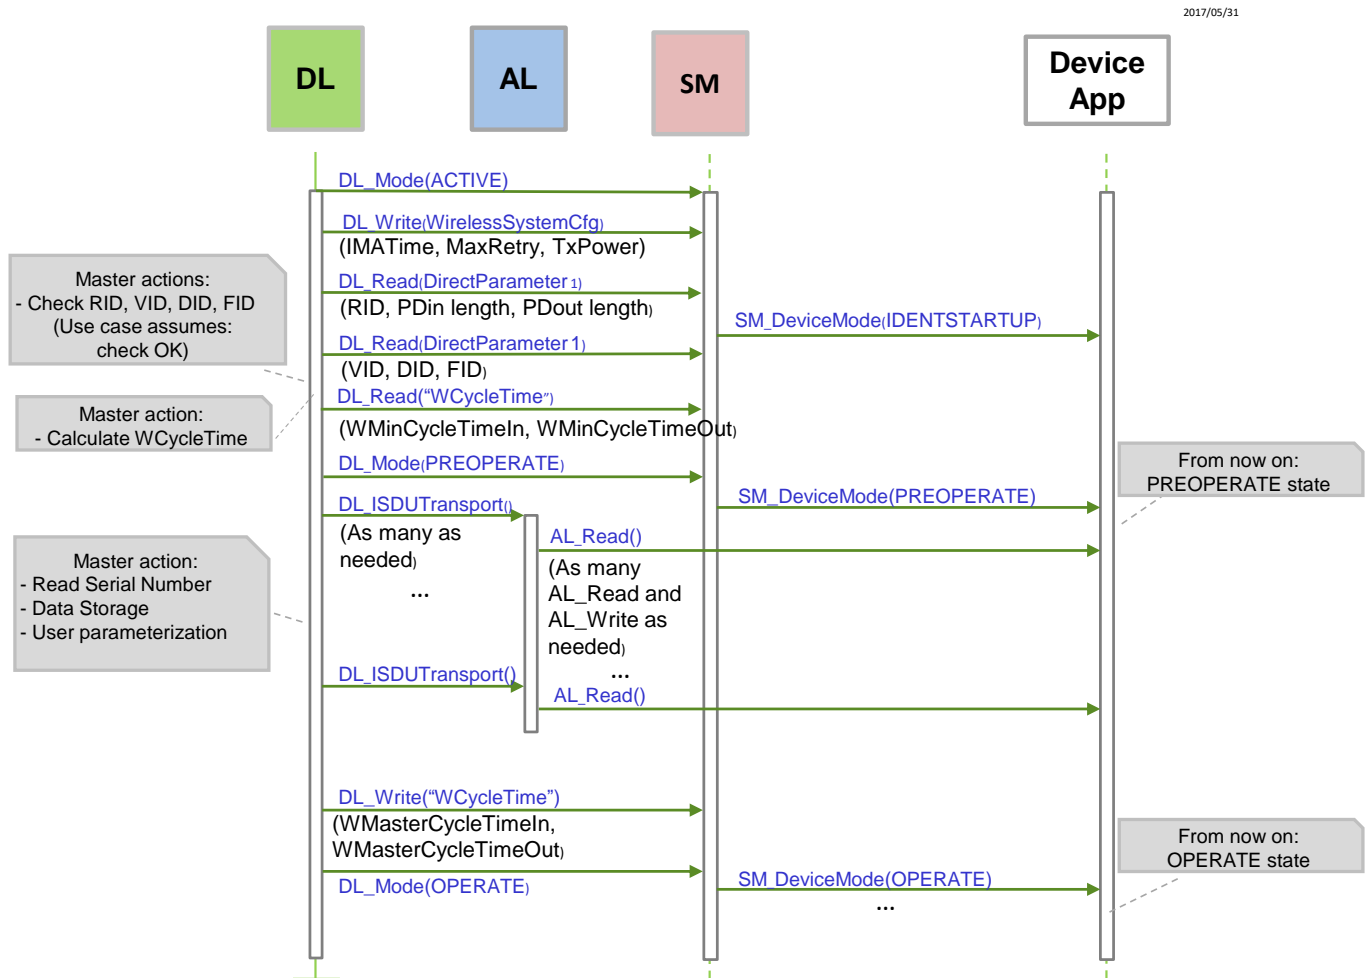 2017/05/31
DL
AL
SM
Device
App
DL_Mode(ACTIVE)
DL_Write(WirelessSystemCfg)
(IMATime, MaxRetry, TxPower)
Master actions:
- Check RID, VID, DID, FID
(Use case assumes:
check OK)
DL_Read(DirectParameter 1)
(RID, PDin length, PDout length)
SM_DeviceMode(IDENTSTARTUP)
DL_Read(DirectParameter 1)
(VID, DID, FID)
DL_Read(“WCycleTime”)
Master action:
- Calculate WCycleTime
(WMinCycleTimeIn, WMinCycleTimeOut)
DL_Mode(PREOPERATE)
From now on:
PREOPERATE state
SM_DeviceMode(PREOPERATE)
DL_ISDUTransport()
(As many as
needed)
...
AL_Read()
(As many
AL_Read and
AL_Write as
needed)
...
Master action:
- Read Serial Number
- Data Storage
- User parameterization
DL_ISDUTransport()
AL_Read()
DL_Write(“WCycleTime”)
(WMasterCycleTimeIn,
WMasterCycleTimeOut)
From now on:
OPERATE state
DL_Mode(OPERATE)
SM_DeviceMode(OPERATE)
...